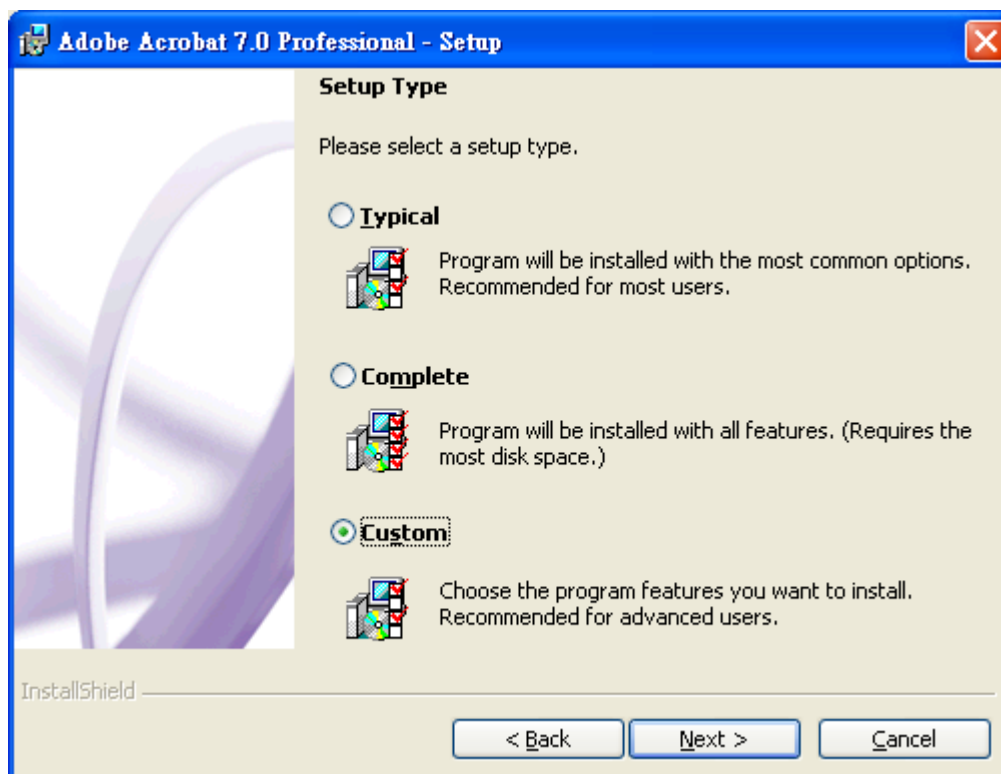 Adobe Acrobat 7.0 Professional - Setup
Setup Type
Please select a setup type.
Typical
Program will be installed with the most common options.
Recommended for most users.
Complete
Program will be installed with all features. (Requires the
most disk space.)
Custom
Choose the program features you want to install.
Recommended for advanced users.
InstallShield
< Back
Next >
Cancel